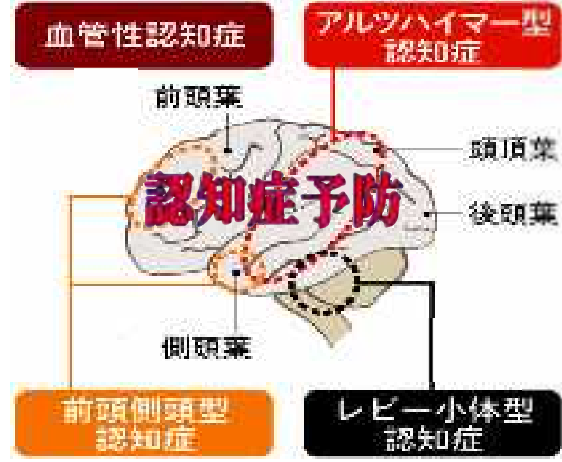 血管性認知症
アルツハイマー型
認知症
前頭葉
頭頂葉
認知症予防
後頭葉
側頭葉
前頭側頭型
認知症
レビー小体型
認知症